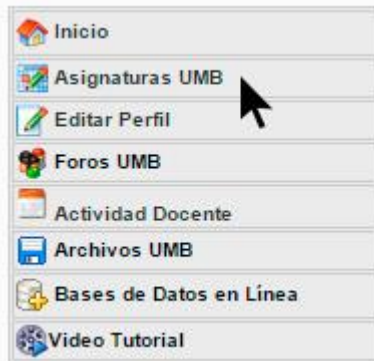 Inicio
Asignaturas UMB
Editar Perfil
Foros UMB
Actividad Docente
Archivos UMB
Bases de Datos en Línea
Video Tutorial